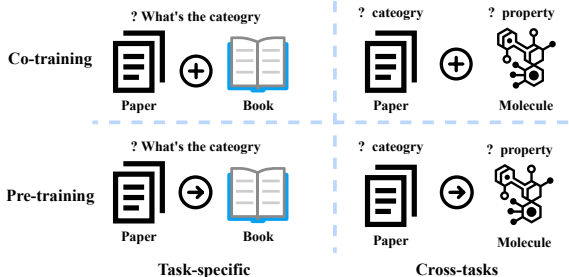 ? What's the cateogry
? cateogry ? property
Co-training
Paper Book Paper Molecule
? What's the cateogry
? cateogry ? property
Pre-training
Paper Book Paper Molecule
Task-specific Cross-tasks